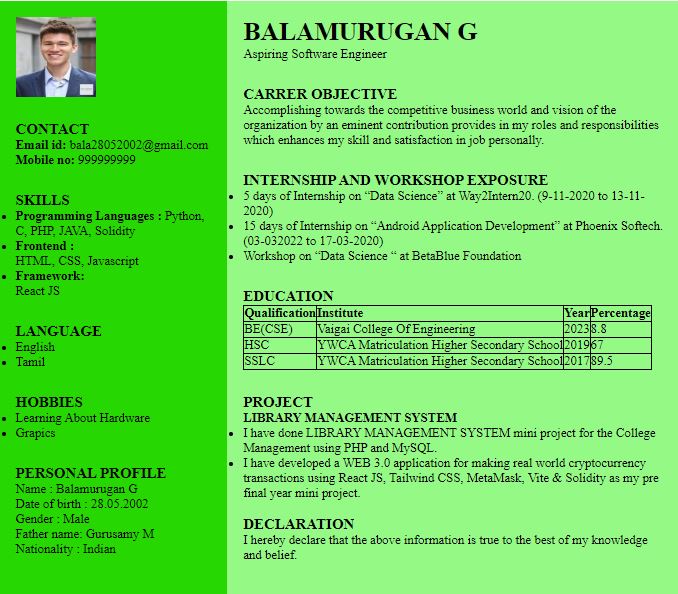 CONTACT
Email id: bala28052002@gmail.com
Mobile no: 999999999
SKILLS
Programming Languages : Python,
C, PHP, JAVA, Solidity
Frontend :
HTML, CSS, Javascript
Framework:
React JS
LANGUAGE
English
Tamil
HOBBIES
Learning About Hardware
Grapics
PERSONAL PROFILE
Name : Balamurugan G
Date of birth : 28.05.2002
Gender : Male
Father name: Gurusamy M
Nationality : Indian
BALAMURUGAN G
Aspiring Software Engineer
CARRER OBJECTIVE
Accomplishing towards the competitive business world and vision of the
organization by an eminent contribution provides in my roles and responsibilities
which enhances my skill and satisfaction in job personally.
INTERNSHIP AND WORKSHOP EXPOSURE
5 days of Internship on “Data Science” at Way2Intern20. (9-11-2020 to 13-11-
2020)
15 days of Internship on “Android Application Development” at Phoenix Softech.
(03-032022 to 17-03-2020)
Workshop on “Data Science “ at BetaBlue Foundation
EDUCATION
Qualification Institute Year Percentage
BE(CSE) Vaigai College Of Engineering 2023 8.8
HSC YWCA Matriculation Higher Secondary School 2019 67
SSLC YWCA Matriculation Higher Secondary School 2017 89.5
PROJECT
LIBRARY MANAGEMENT SYSTEM
I have done LIBRARY MANAGEMENT SYSTEM mini project for the College
Management using PHP and MySQL.
I have developed a WEB 3.0 application for making real world cryptocurrency
transactions using React JS, Tailwind CSS, MetaMask, Vite & Solidity as my pre
final year mini project.
DECLARATION
I hereby declare that the above information is true to the best of my knowledge
and belief.